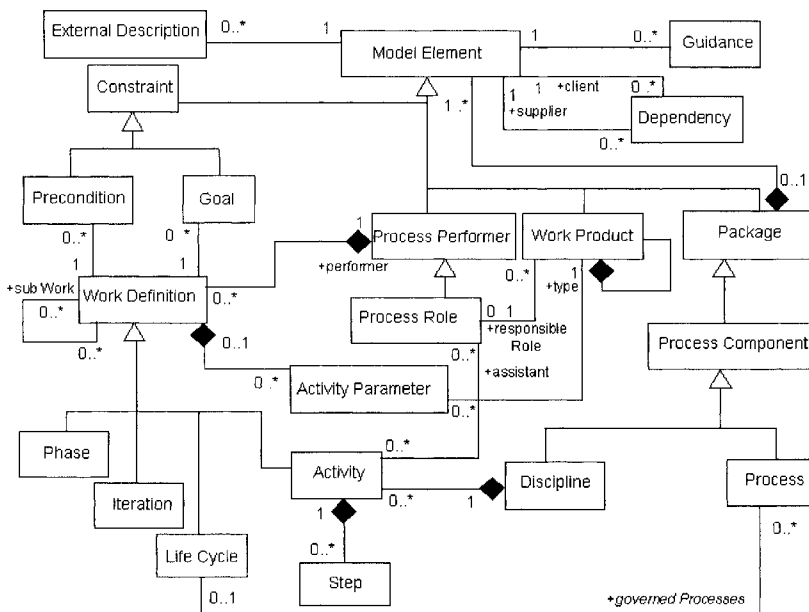 External Description
0..*
1
Model Element
1
0..*
Guidance
Constraint
1..*
1
+supplier
1
+client
0..*
0..*
Dependency
Precondition
Goal
0..1
0..*
0 *
1
Process Performer
Work Product
Package
1
1
+performer
0..*
1
+type
+sub Work
0..*
Work Definition
0..*
0..*
Process Role
0 1
+responsible
Role
0..*
+assistant
Process Component
0..1
0..*
Activity Parameter
0..*
Phase
Iteration
Life Cycle
0..1
Activity
0..*
0..*
1
Discipline
Process
0..*
1
0..*
Step
+governed Processes